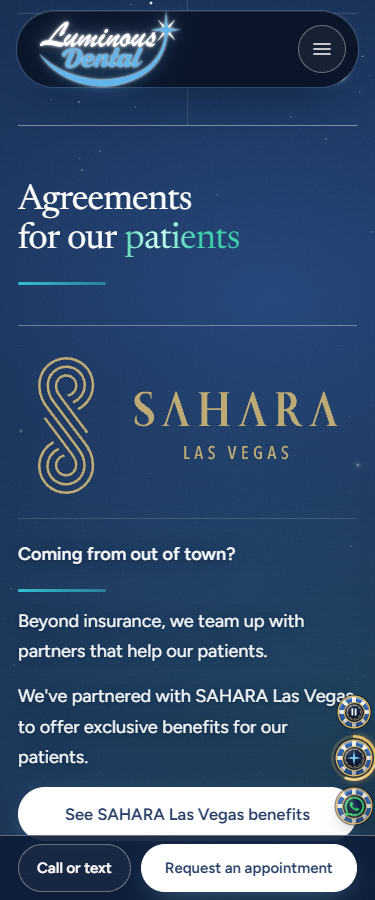 Luminous
Dental
Agreements
for our patients
SAHARA
LAS VEGAS
Coming from out of town?
Beyond insurance, we team up with
partners that help our patients.
We've partnered with SAHARA Las Vegas
to offer exclusive benefits for our
patients.
See SAHARA Las Vegas benefits
Call or text
Request an appointment